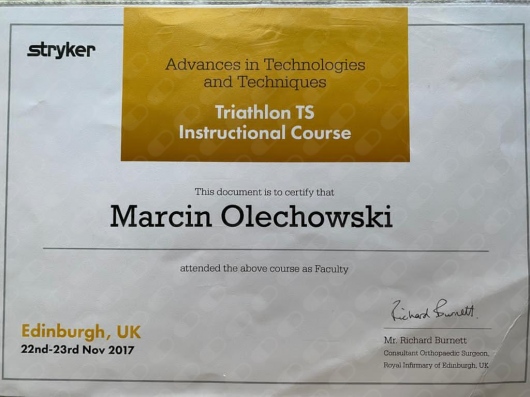 stryker
Advances in Technologies
and Techniques
Triathlon TS
Instructional Course
This document is to certify that
Marcin Olechowski
attended the above course as Faculty
Edinburgh, UK
22nd-23rd Nov 2017
Richard Burnett.
Mr. Richard Burnett
Consultant Orthopaedic Surgeon,
Royal Infirmary of Edinburgh, UK